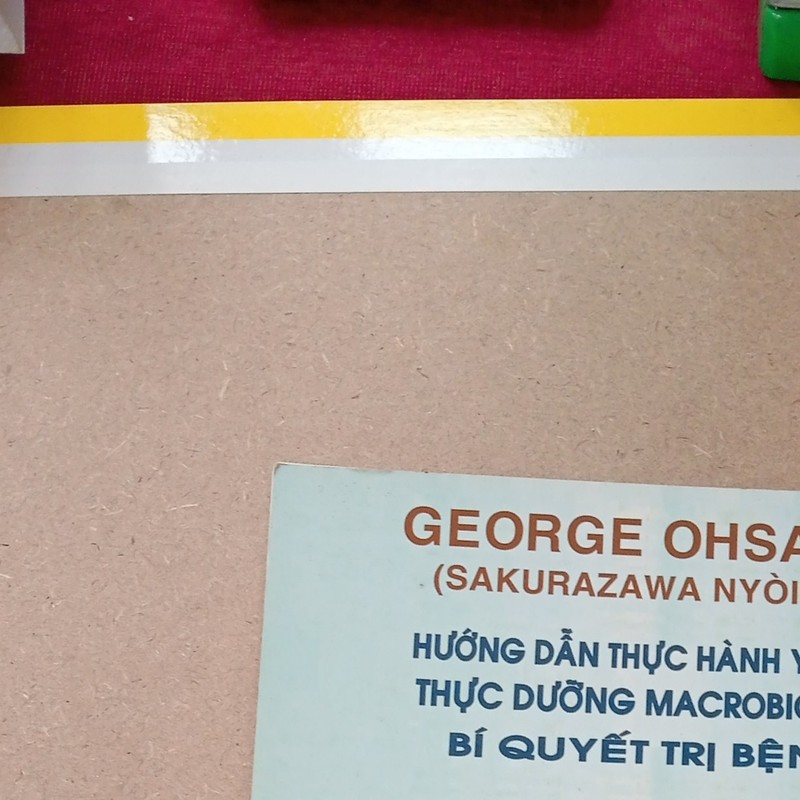 GEORGE OHSA
(SAKURAZAWA NYÒI
HƯỚNG DẪN THỰC HÀNH Y
THỰC DƯỠNG MACROBIO
BÍ QUYẾT TRỊ BỆN